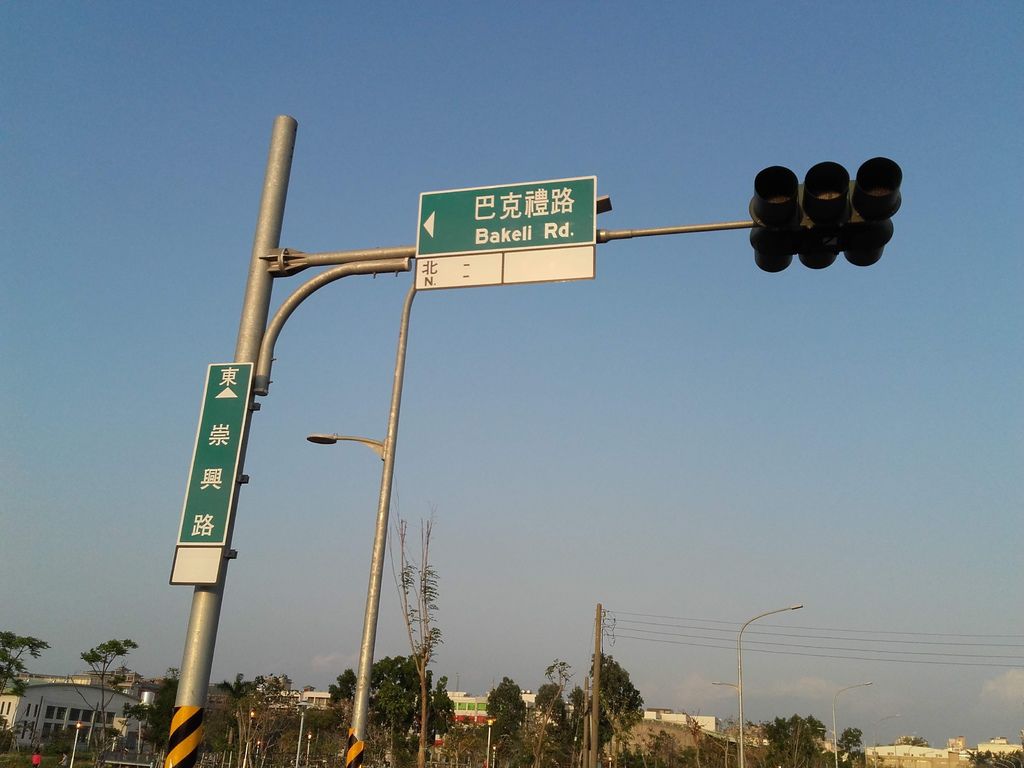 巴克禮路
Bakeli Rd.
北 二
N.
東
崇興路